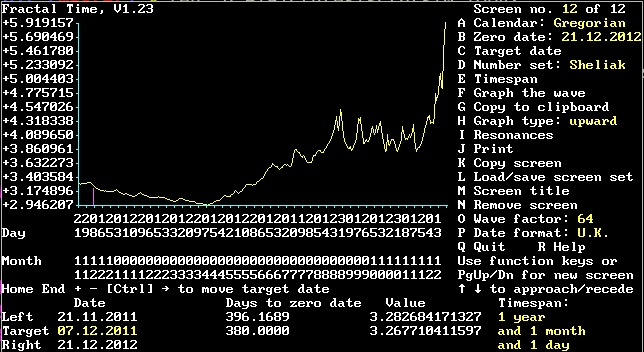 Fractal Time, V1.23 Screen no. 12 of 12
+5.919157 A Calendar: Gregorian
+5.690469 B Zero date: 21.12.2012
+5.461780 C Target date
+5.233092 D Number set: Sheliak
+5.004403 E Timespan
+4.775715 F Graph the wave
+4.547026 G Copy to clipboard
+4.318338 H Graph type: upward
+4.089650 I Resonances
+3.860961 J Print
+3.632273 K Copy screen
+3.403584 L Load/save screen set
+3.174896 M Screen title
+2.946207 N Remove screen
O Wave factor: 64
Day 1986531096533209754210865320985431976532187543 P Date format: U.K.
Q Quit R Help
Month Use function keys or
PgUp/Dn for new screen
Home End + - [Ctrl] → to move target date ↑ ↓ to approach/recede
Date Days to zero date Value Timespan:
Left 21.11.2011 396.1689 3.282684171327 1 year
Target 07.12.2011 380.0000 3.267710411597 and 1 month
Right 21.12.2012 and 1 day